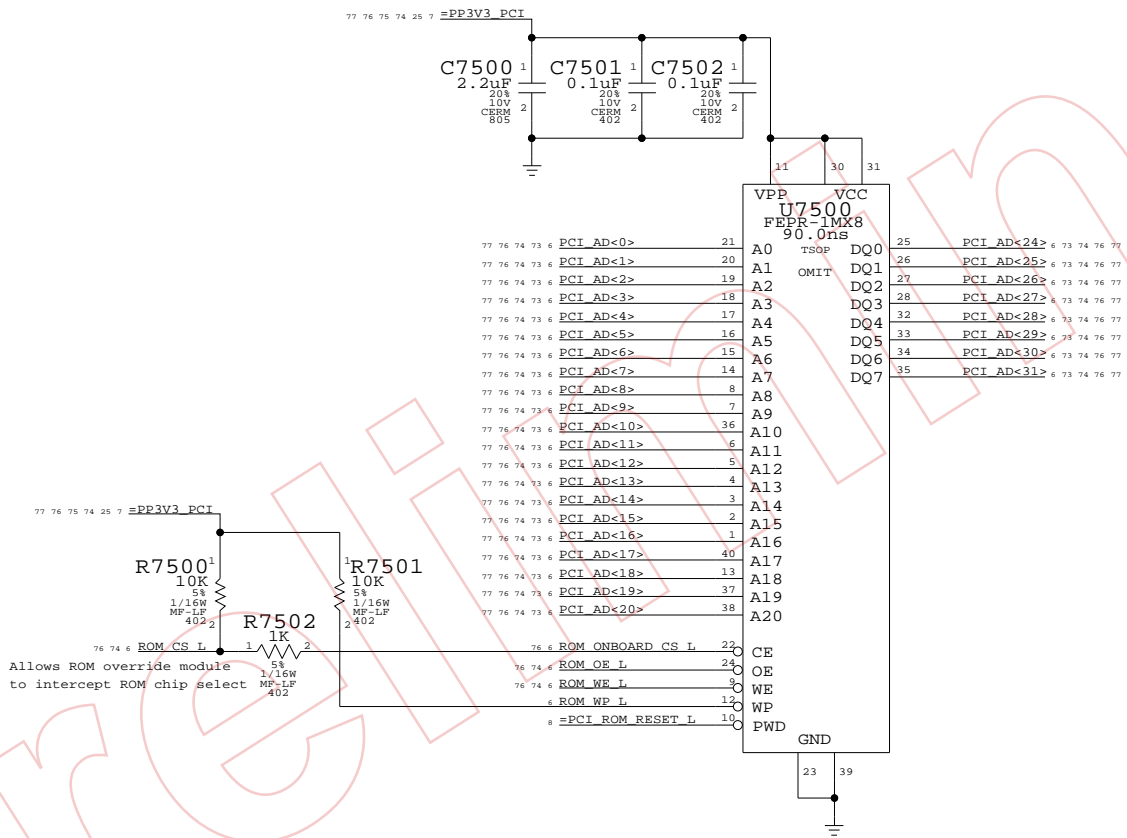 77 76 75 74 25 7 =PP3V3_PCI
C7500 1
2.2uF
20%
10V
CERM
805
2
C7501 1
0.1uF
20%
10V
CERM
402
2
C7502 1
0.1uF
20%
10V
CERM
402
2
11 30 31
VPP VCC
U7500
FEPR-1MX8
90.0ns
TSOP
OMIT
77 76 74 73 6 PCI_AD<0> 21 A0 DQ0 25 PCI_AD<24> 6 73 74 76 77
77 76 74 73 6 PCI_AD<1> 20 A1 DQ1 26 PCI_AD<25> 6 73 74 76 77
77 76 74 73 6 PCI_AD<2> 19 A2 DQ2 27 PCI_AD<26> 6 73 74 76 77
77 76 74 73 6 PCI_AD<3> 18 A3 DQ3 28 PCI_AD<27> 6 73 74 76 77
77 76 74 73 6 PCI_AD<4> 17 A4 DQ4 32 PCI_AD<28> 6 73 74 76 77
77 76 74 73 6 PCI_AD<5> 16 A5 DQ5 33 PCI_AD<29> 6 73 74 76 77
77 76 74 73 6 PCI_AD<6> 15 A6 DQ6 34 PCI_AD<30> 6 73 74 76 77
77 76 74 73 6 PCI_AD<7> 14 A7 DQ7 35 PCI_AD<31> 6 73 74 76 77
77 76 74 73 6 PCI_AD<8> 8 A8
77 76 74 73 6 PCI_AD<9> 7 A9
77 76 74 73 6 PCI_AD<10> 36 A10
77 76 74 73 6 PCI_AD<11> 6 A11
77 76 74 73 6 PCI_AD<12> 5 A12
77 76 74 73 6 PCI_AD<13> 4 A13
77 76 74 73 6 PCI_AD<14> 3 A14
77 76 74 73 6 PCI_AD<15> 2 A15
77 76 74 73 6 PCI_AD<16> 1 A16
77 76 74 73 6 PCI_AD<17> 40 A17
77 76 74 73 6 PCI_AD<18> 13 A18
77 76 74 73 6 PCI_AD<19> 37 A19
77 76 74 73 6 PCI_AD<20> 38 A20
77 76 75 74 25 7 =PP3V3_PCI
R7500 1
10K
5%
1/16W
MF-LF
402 2
1 R7501
10K
5%
1/16W
MF-LF
2 402
R7502
1K
76 74 6 ROM_CS_L 1 2
5%
1/16W
MF-LF
402
Allows ROM override module
to intercept ROM chip select
76 6 ROM_ONBOARD_CS_L 22 CE
76 74 6 ROM_OE_L 24 OE
76 74 6 ROM_WE_L 9 WE
6 ROM_WP_L 12 WP
8 =PCI_ROM_RESET_L 10 PWD
GND
23 39
relimin